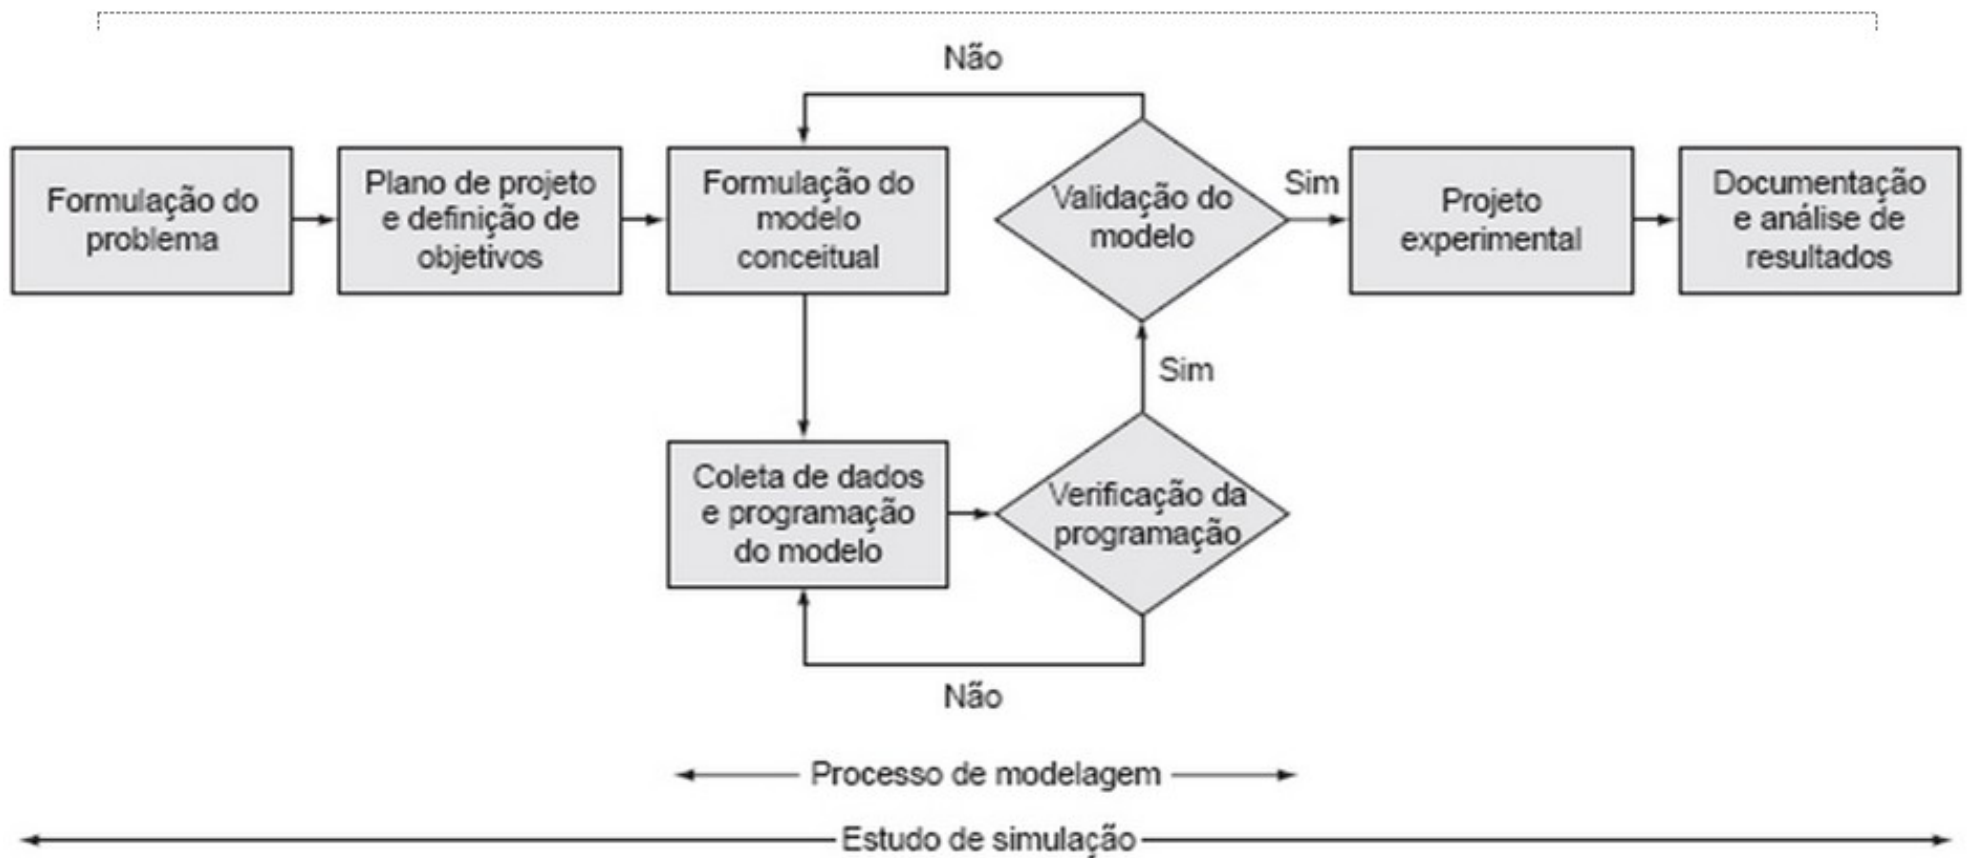 Não
Formulação do
problema
Plano de projeto
e definição de
objetivos
Formulação do
modelo
conceitual
Validação do
modelo
Sim
Projeto
experimental
Documentação
e análise de
resultados
Sim
Coleta de dados
e programação
do modelo
Verificação da
programação
Não
Processo de modelagem
Estudo de simulação